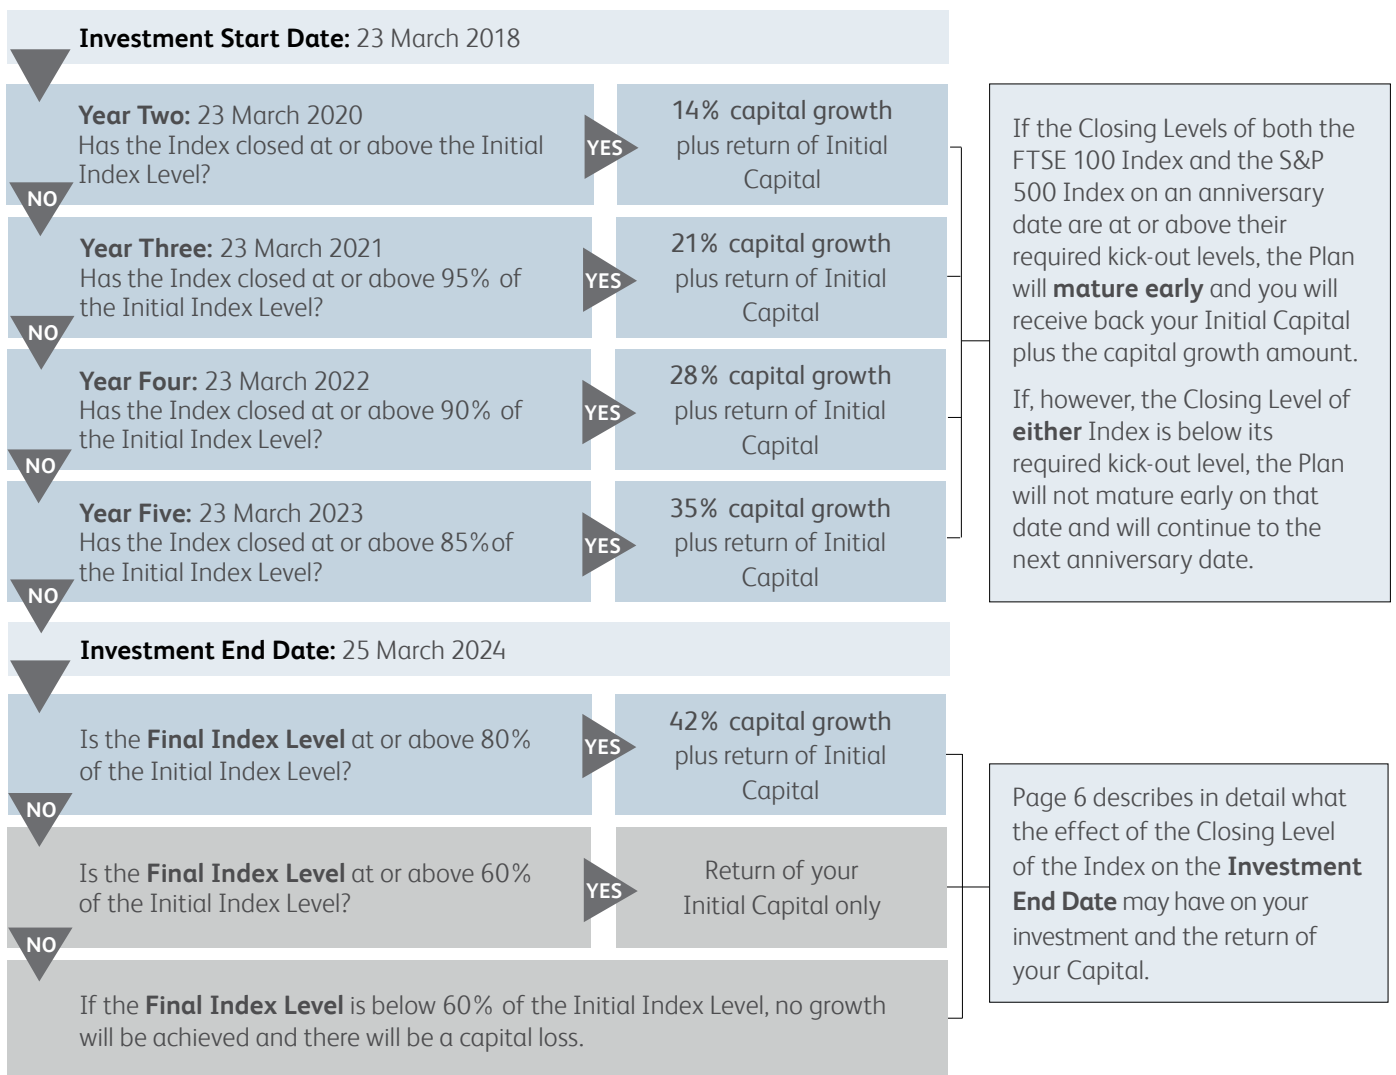 Investment Start Date: 23 March 2018
Year Two: 23 March 2020
Has the Index closed at or above the Initial
Index Level?
YES
14% capital growth
plus return of Initial
Capital
NO
Year Three: 23 March 2021
Has the Index closed at or above 95% of
the Initial Index Level?
YES
21% capital growth
plus return of Initial
Capital
NO
Year Four: 23 March 2022
Has the Index closed at or above 90% of
the Initial Index Level?
YES
28% capital growth
plus return of Initial
Capital
NO
Year Five: 23 March 2023
Has the Index closed at or above 85%of
the Initial Index Level?
YES
35% capital growth
plus return of Initial
Capital
NO
If the Closing Levels of both the
FTSE 100 Index and the S&P
500 Index on an anniversary
date are at or above their
required kick-out levels, the Plan
will mature early and you will
receive back your Initial Capital
plus the capital growth amount.
If, however, the Closing Level of
either Index is below its
required kick-out level, the Plan
will not mature early on that
date and will continue to the
next anniversary date.
Investment End Date: 25 March 2024
Is the Final Index Level at or above 80%
of the Initial Index Level?
YES
42% capital growth
plus return of Initial
Capital
NO
Is the Final Index Level at or above 60%
of the Initial Index Level?
YES
Return of your
Initial Capital only
NO
If the Final Index Level is below 60% of the Initial Index Level, no growth
will be achieved and there will be a capital loss.
Page 6 describes in detail what
the effect of the Closing Level
of the Index on the Investment
End Date may have on your
investment and the return of
your Capital.